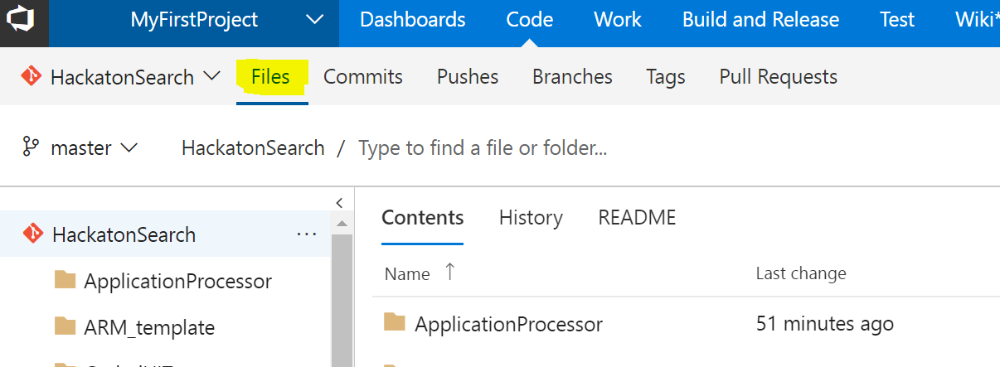 MyFirstProject Dashboards Code Work Build and Release Test Wiki*
HackatonSearch Files Commits Pushes Branches Tags Pull Requests
master HackatonSearch / Type to find a file or folder...
HackatonSearch ...
ApplicationProcessor
ARM_template
Contents History README
Name ↑ Last change
ApplicationProcessor 51 minutes ago